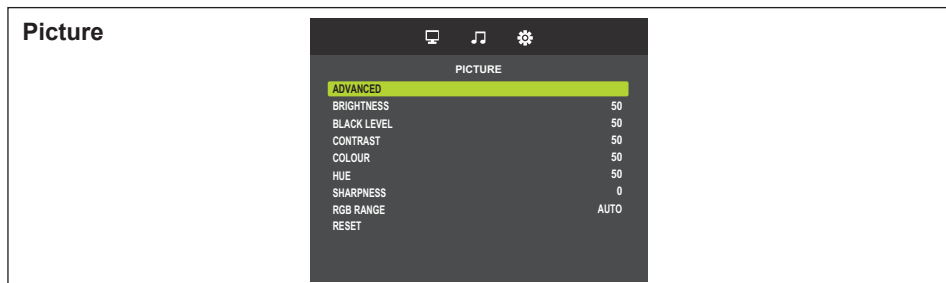 Picture
PICTURE
ADVANCED
BRIGHTNESS 50
BLACK LEVEL 50
CONTRAST 50
COLOUR 50
HUE 50
SHARPNESS 0
RGB RANGE AUTO
RESET